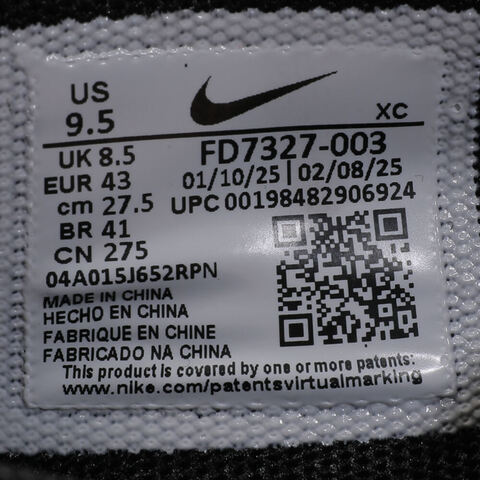 US
9.5
XC
UK 8.5
EUR 43
cm 27.5
BR 41
CN 275
FD7327-003
01/10/25 | 02/08/25
UPC 00198482906924
04A015J652RPN
MADE IN CHINA
HECHO EN CHINA
FABRIQUE EN CHINE
FABRICADO NA CHINA
This product is covered by one or more patents:
www.nike.com/patentsvirtualmarking